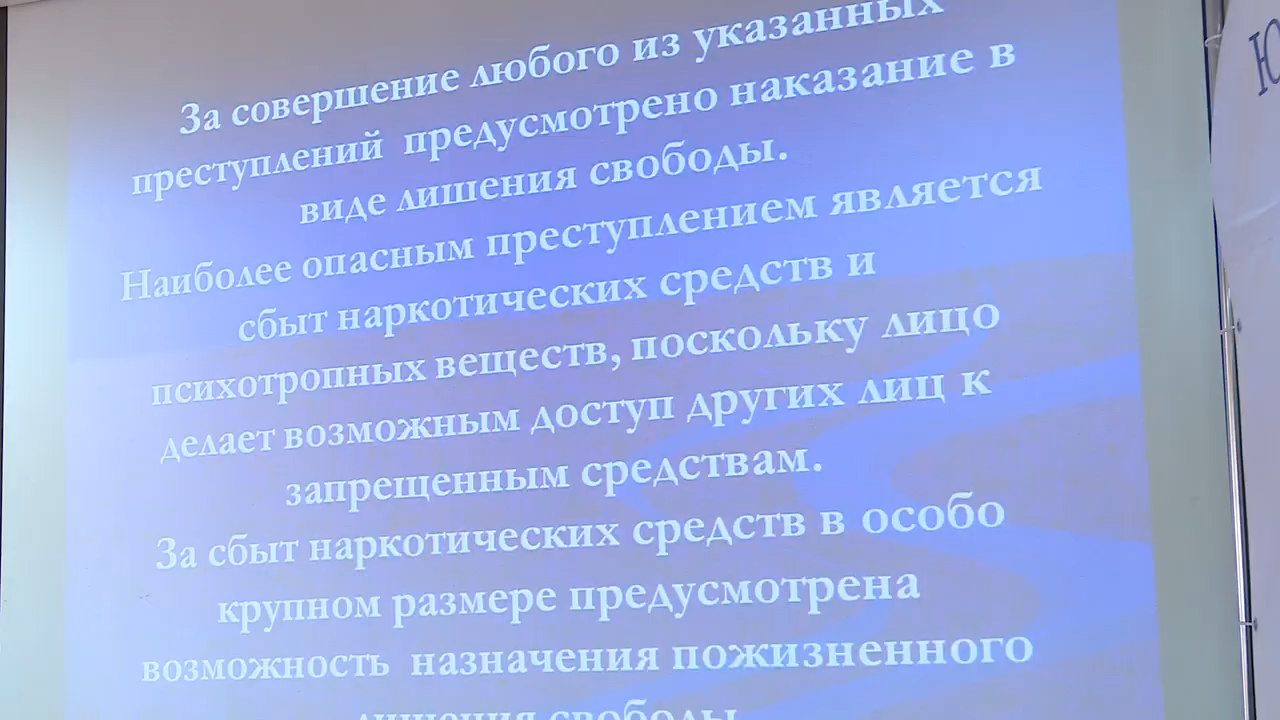 За совершение любого из указанных
преступлений предусмотрено наказание в
виде лишения свободы.
Наиболее опасным преступлением является
сбыт наркотических средств и
психотропных веществ, поскольку лицо
делает возможным доступ других лиц к
запрещенным средствам.
За сбыт наркотических средств в особо
крупном размере предусмотрена
возможность назначения пожизненного
лишения свободы
Ю